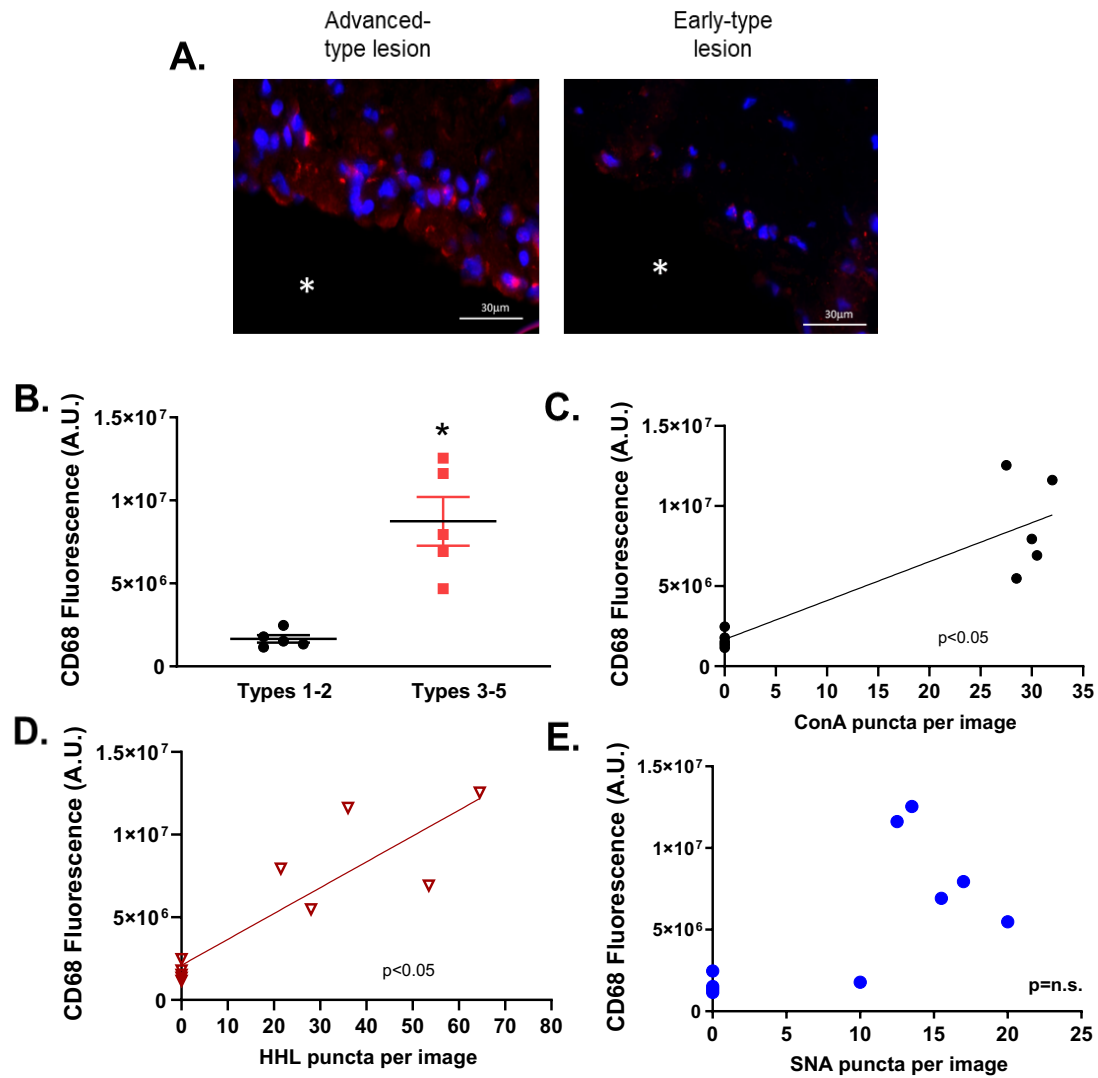 A.
Advanced-
type lesion
Early-type
lesion
*
30µm
*
30µm
B.
CD68 Fluorescence (A.U.)
1.5×10⁷
1×10⁷
5×10⁶
0
*
Types 1-2
Types 3-5
C.
CD68 Fluorescence (A.U.)
1.5×10⁷
1×10⁷
5×10⁶
0
p<0.05
0 5 10 15 20 25 30 35
ConA puncta per image
D.
CD68 Fluorescence (A.U.)
1.5×10⁷
1×10⁷
5×10⁶
0
p<0.05
0 10 20 30 40 50 60 70 80
HHL puncta per image
E.
CD68 Fluorescence (A.U.)
1.5×10⁷
1×10⁷
5×10⁶
0
p=n.s.
0 5 10 15 20 25
SNA puncta per image